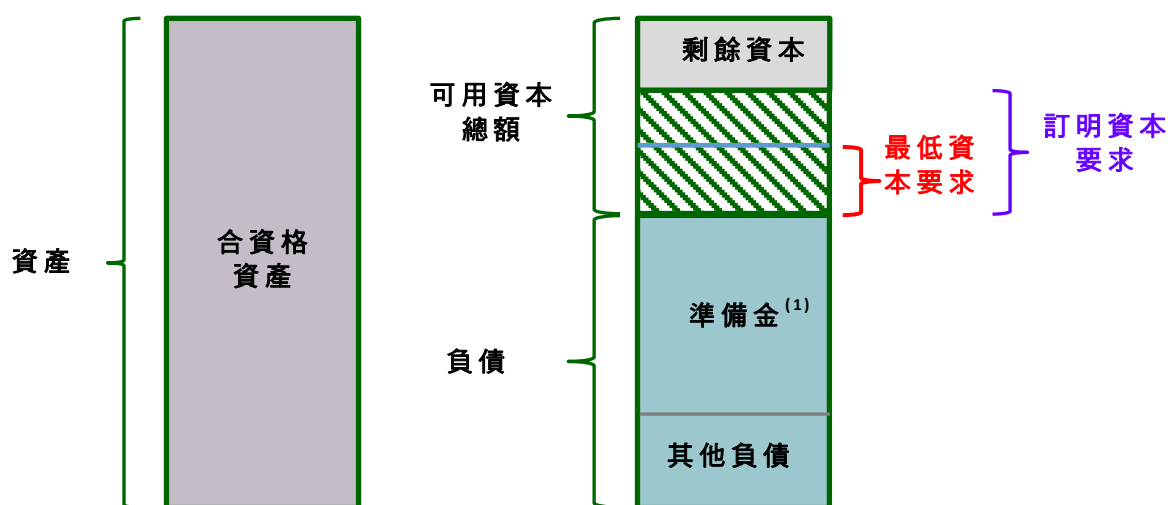 資產
合資格
資產
可用資本
總額
負債
剩餘資本
準備金(1)
其他負債
最低資
本要求
訂明資本
要求